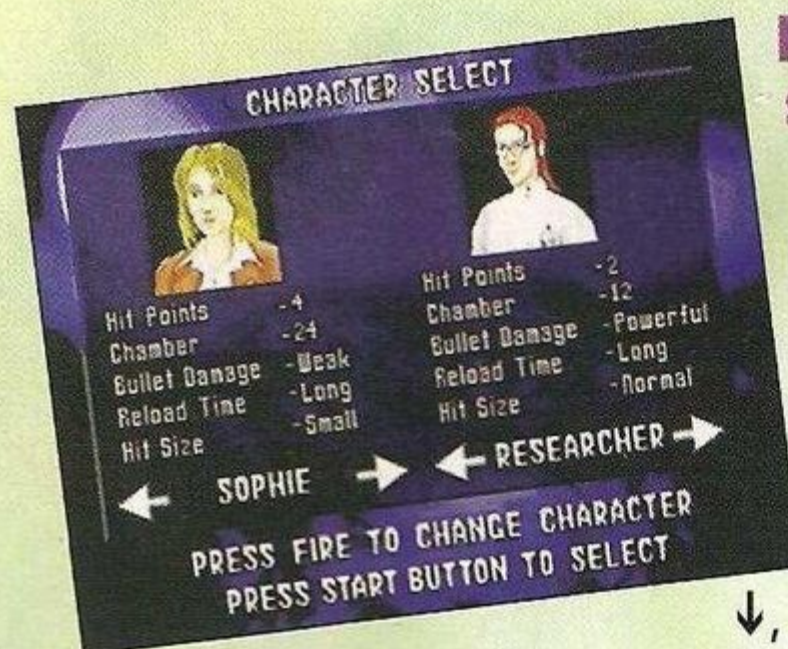 CHARACTER SELECT
Hit Points -4
Chamber -24
Bullet Damage -Weak
Reload Time -Long
Hit Size -Small
SOPHIE
Hit Points -2
Chamber -12
Bullet Damage -Powerful
Reload Time -Long
Hit Size -Normal
RESEARCHER
PRESS FIRE TO CHANGE CHARACTER
PRESS START BUTTON TO SELECT
↓,